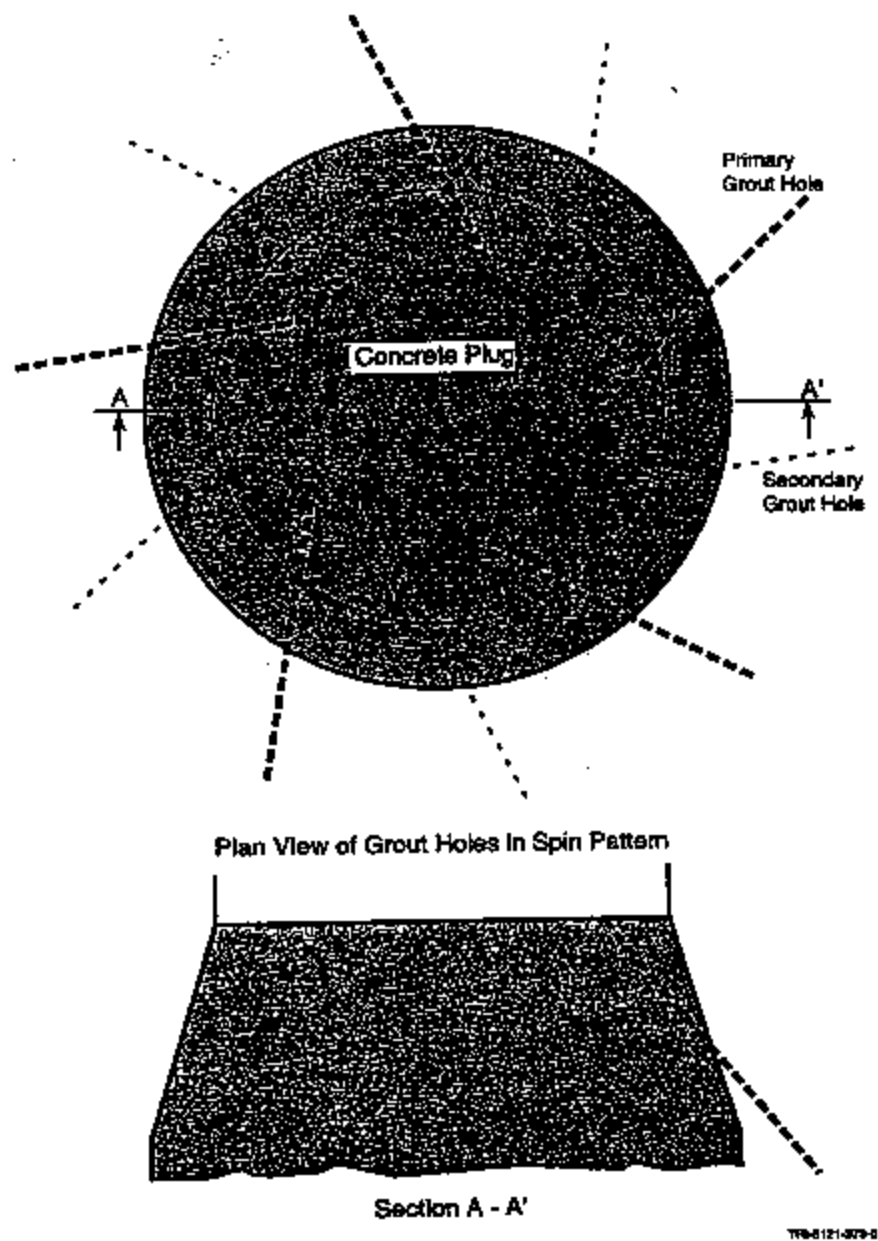 Primary
Grout Hole
Concrete Plug
A
A'
Secondary
Grout Hole
Plan View of Grout Holes in Spin Pattern
Section A - A'